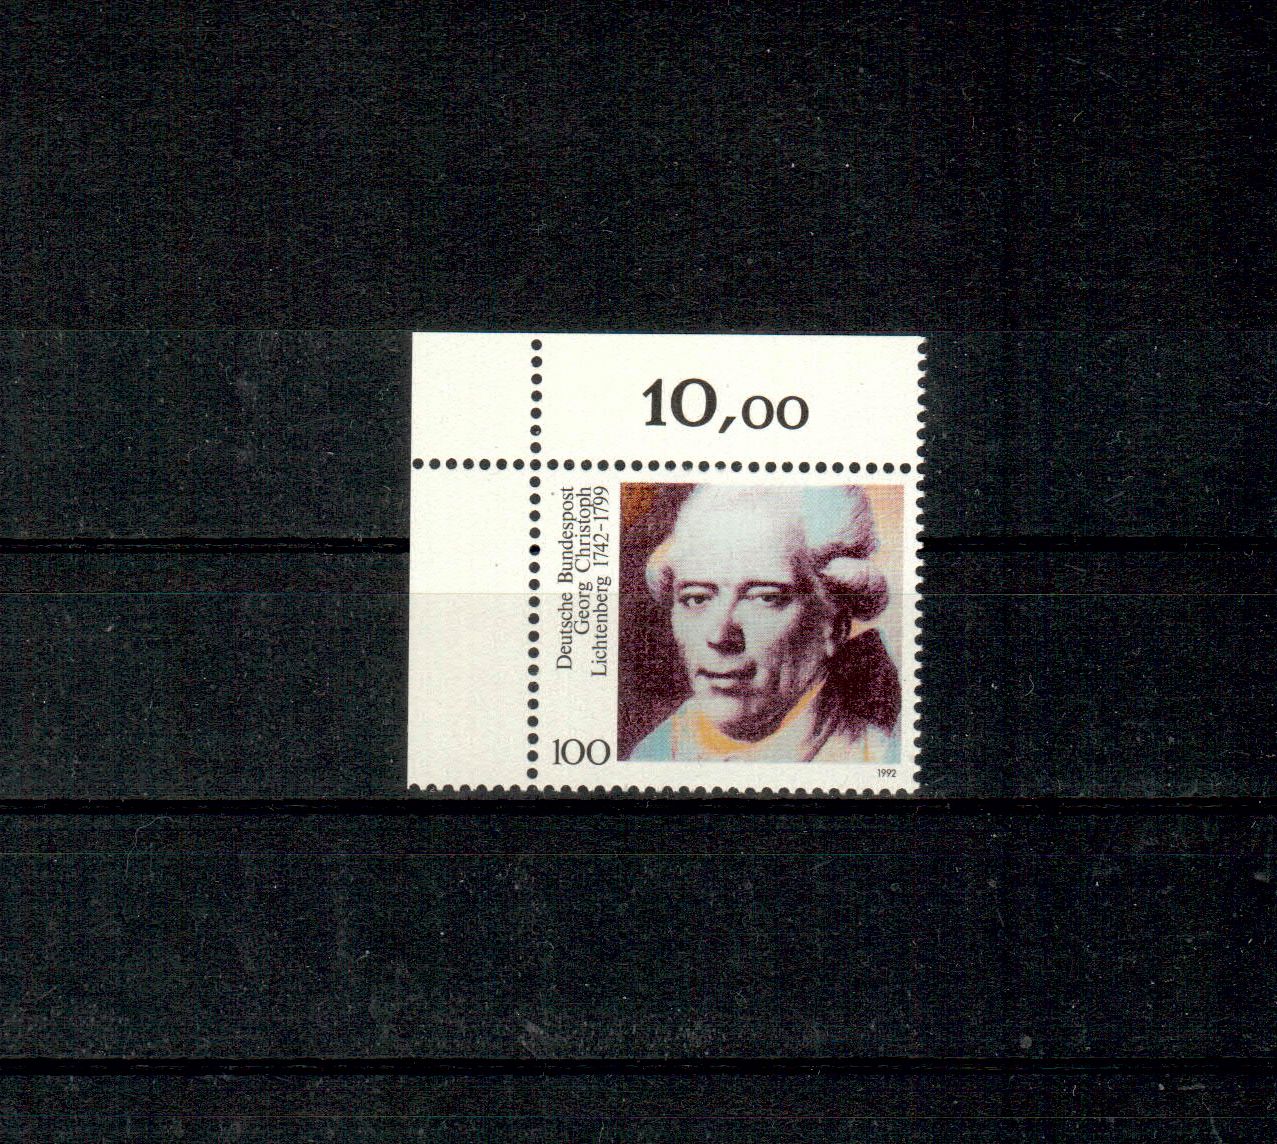 10,00
Deutsche Bundespost
Georg Christoph
Lichtenberg 1742–1799
100
1992